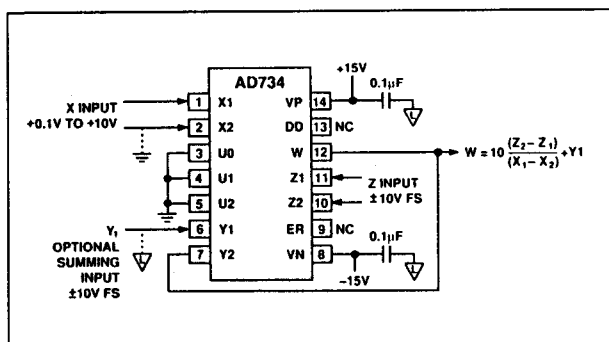 AD734
+15V
0.1µF
X INPUT
+0.1V TO +10V
1 X1 VP 14
2 X2 DD 13 NC
3 U0 W 12
W = 10 (Z2 – Z1) / (X1 – X2) + Y1
4 U1 Z1 11
5 U2 Z2 10
Z INPUT
±10V FS
6 Y1 ER 9 NC
7 Y2 VN 8
0.1µF
–15V
Y1
OPTIONAL
SUMMING
INPUT
±10V FS
L
L
L